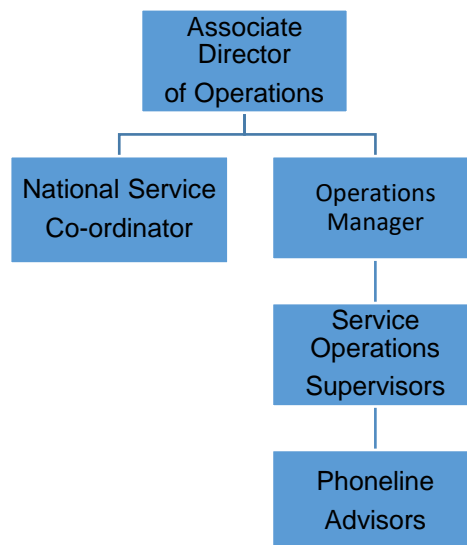 Associate
Director
of Operations
National Service
Co-ordinator
Operations
Manager
Service
Operations
Supervisors
Phoneline
Advisors